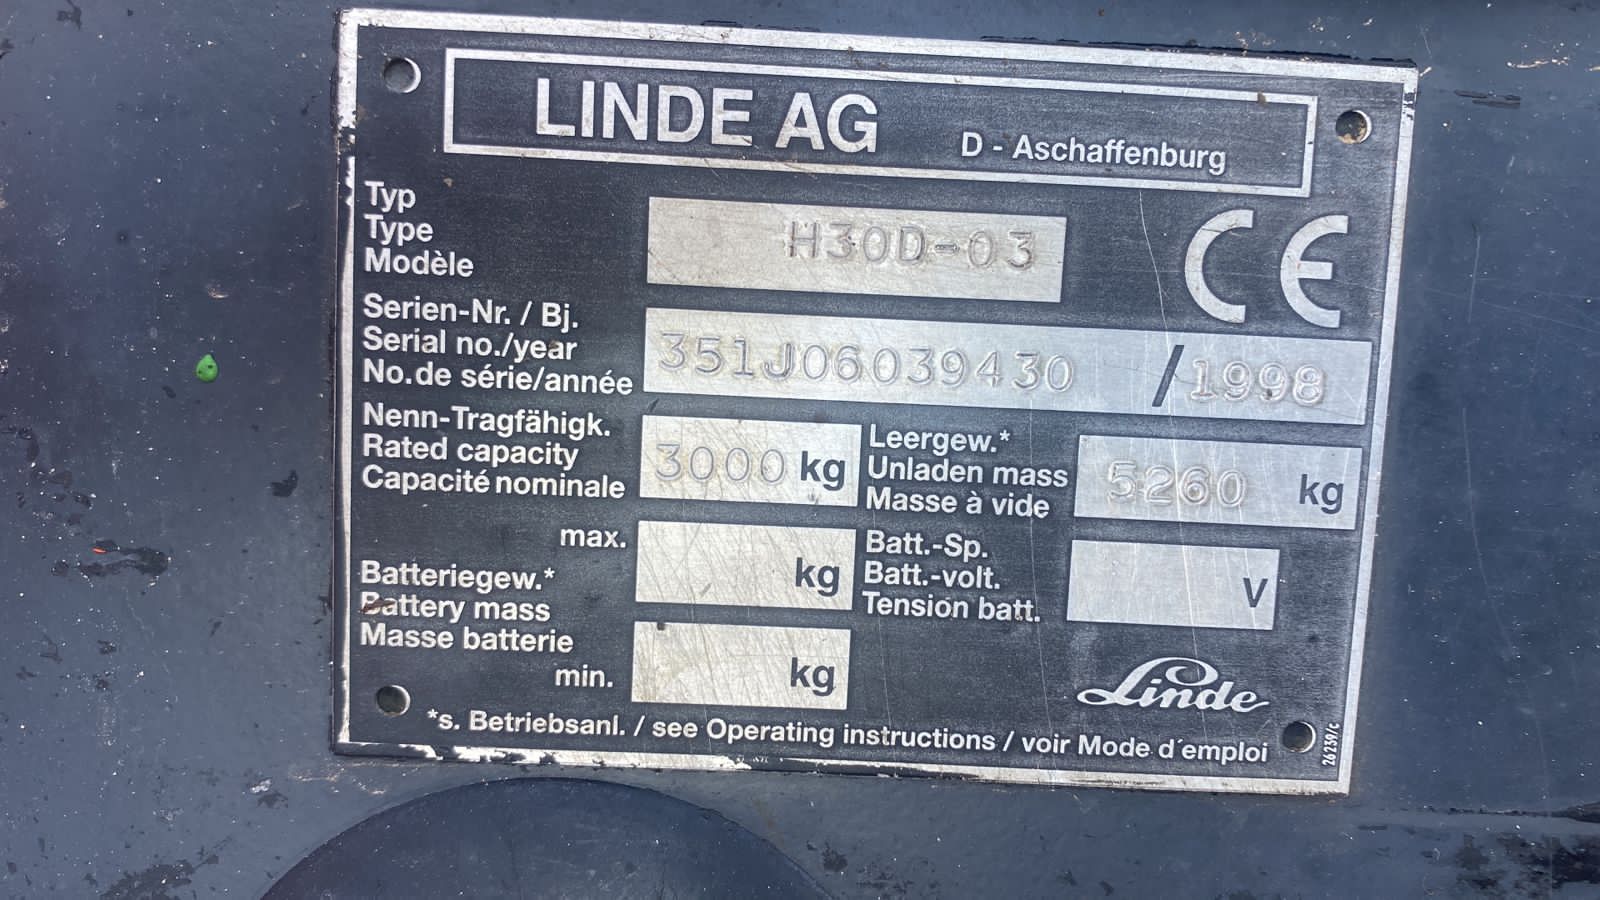 LINDE AG D - Aschaffenburg
Typ
Type
Modèle
H30D-03
CE
Serien-Nr. / Bj.
Serial no./year
No.de série/année
351J06039430 / 1998
Nenn-Tragfähigk.
Rated capacity
Capacité nominale
3000 kg
Leergew.*
Unladen mass
Masse à vide
5260 kg
Batteriegew.*
Battery mass
Masse batterie
max. kg
min. kg
Batt.-Sp.
Batt.-volt.
Tension batt.
V
Linde
*s. Betriebsanl. / see Operating instructions / voir Mode d´emploi
26239/c